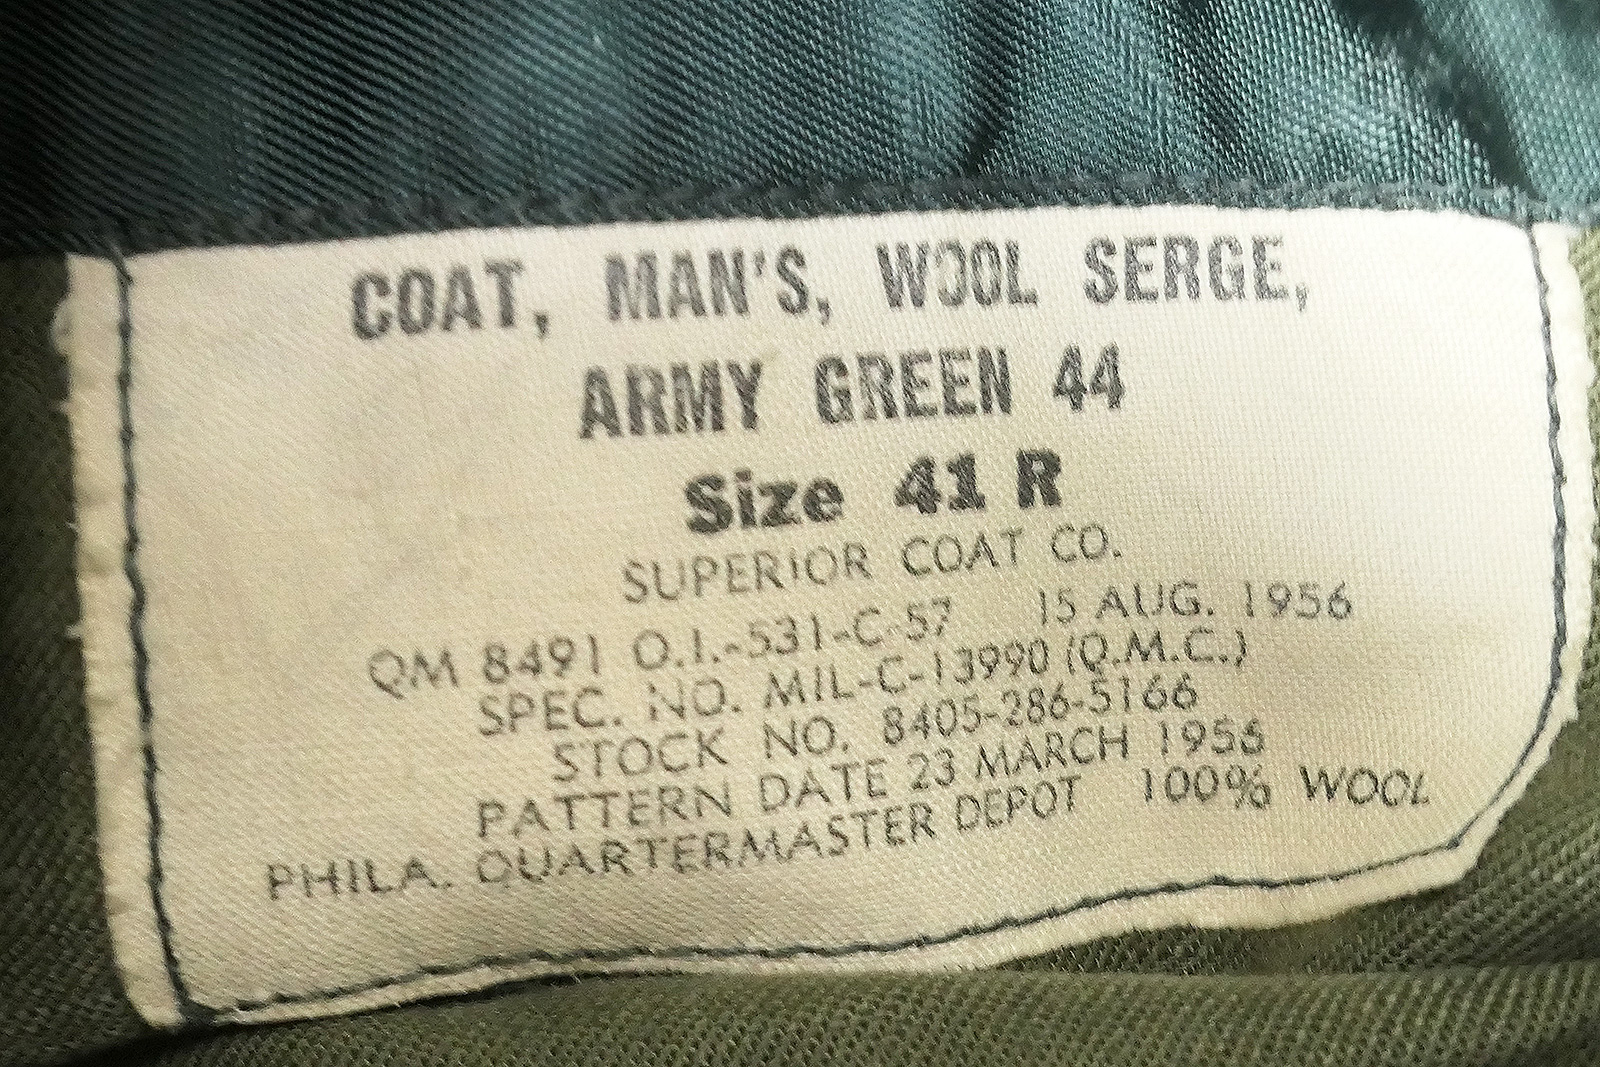 COAT, MAN'S, WOOL SERGE,
ARMY GREEN 44
Size 41 R
SUPERIOR COAT CO.
QM 8491 O.I.-531-C-57 15 AUG. 1956
SPEC. NO. MIL-C-13990 (Q.M.C.)
STOCK NO. 8405-286-5166
PATTERN DATE 23 MARCH 1956
PHILA. QUARTERMASTER DEPOT 100% WOOL